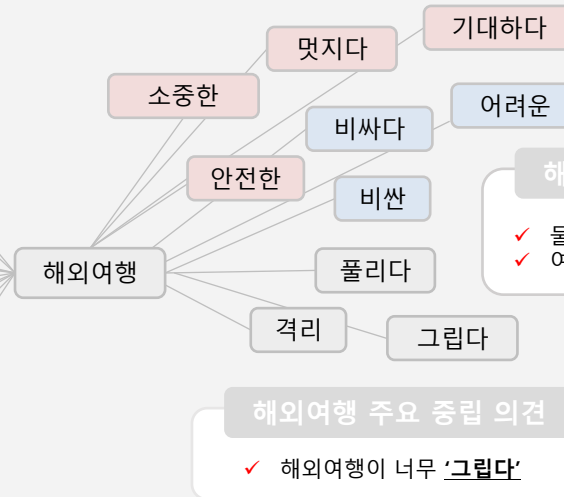 기대하다
멋지다
소중한
어려운
비싸다
안전한
비싼
해외여행
풀리다
격리
그립다
해외여행 주요 중립 의견
✓ 해외여행이 너무 ‘그립다’